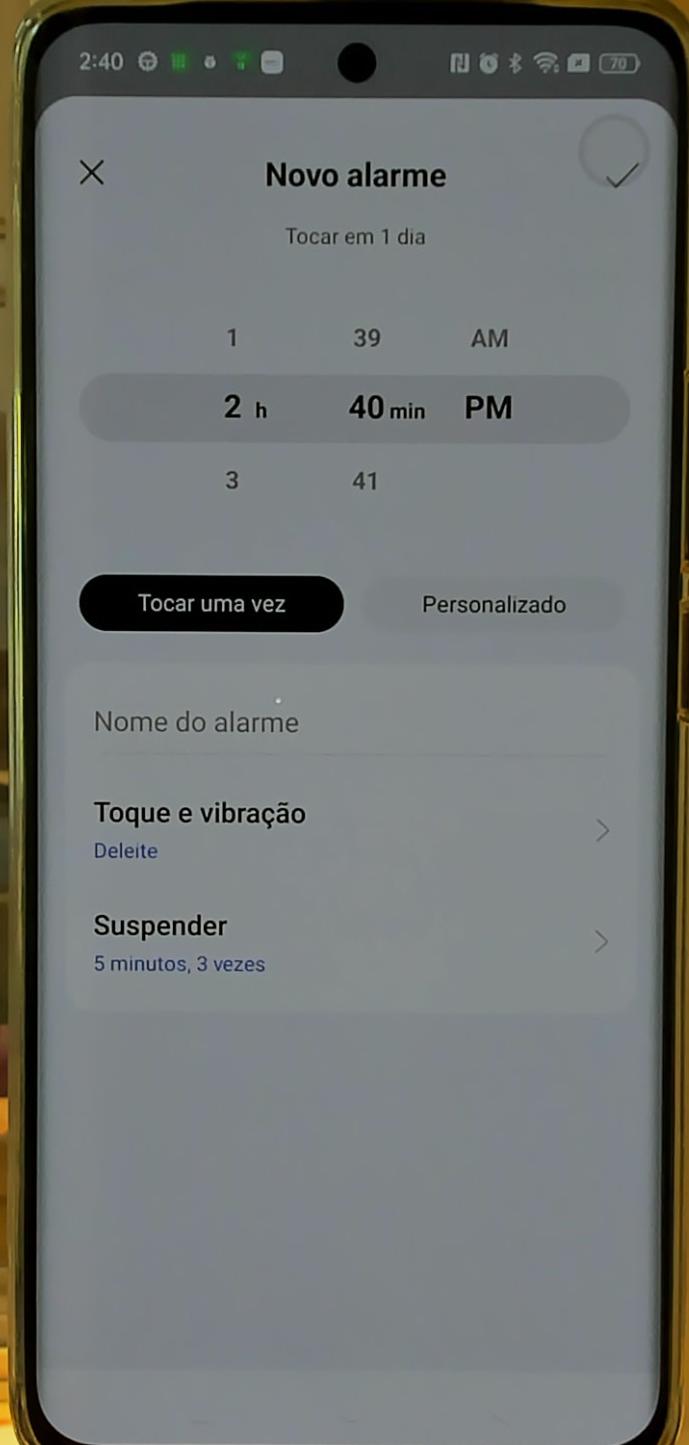 2:40 70
Novo alarme
Tocar em 1 dia
1 39 AM
2 h 40 min PM
3 41
Tocar uma vez Personalizado
Nome do alarme
Toque e vibração
Deleite
Suspender
5 minutos, 3 vezes